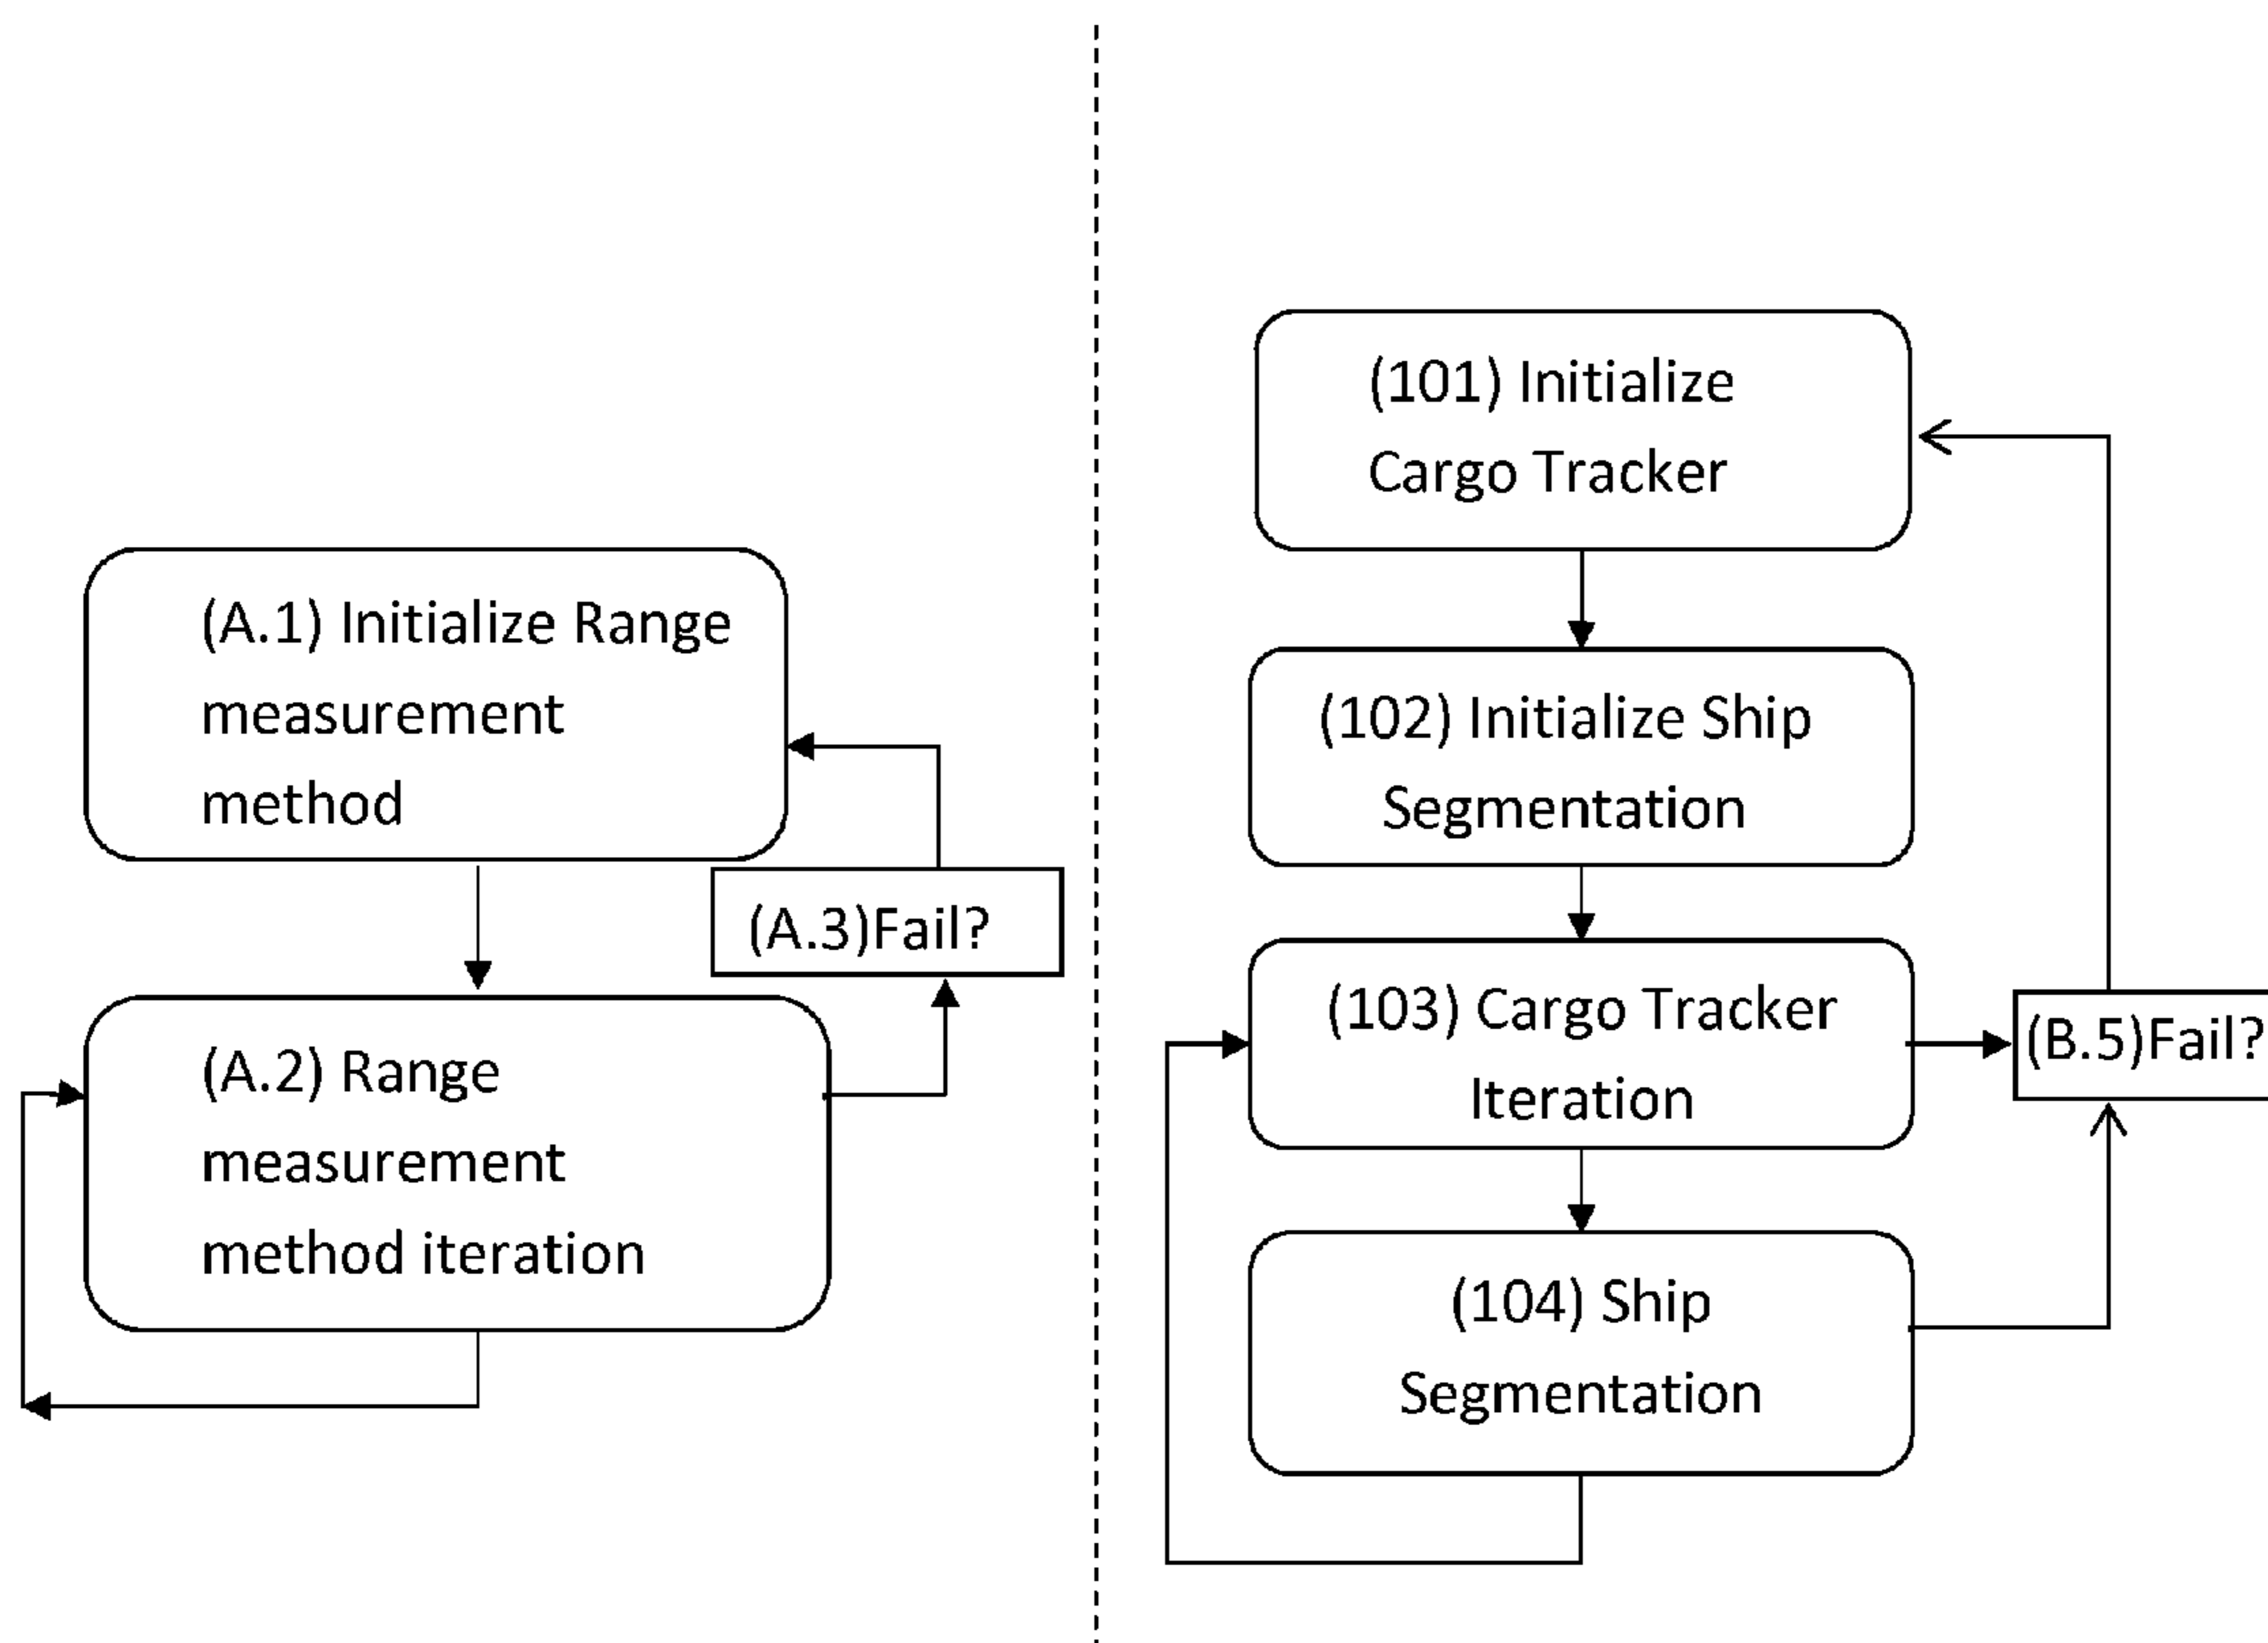 (A.1) Initialize Range
measurement
method
(A.3)Fail?
(A.2) Range
measurement
method iteration
(101) Initialize
Cargo Tracker
(102) Initialize Ship
Segmentation
(103) Cargo Tracker
Iteration
(B.5)Fail?
(104) Ship
Segmentation